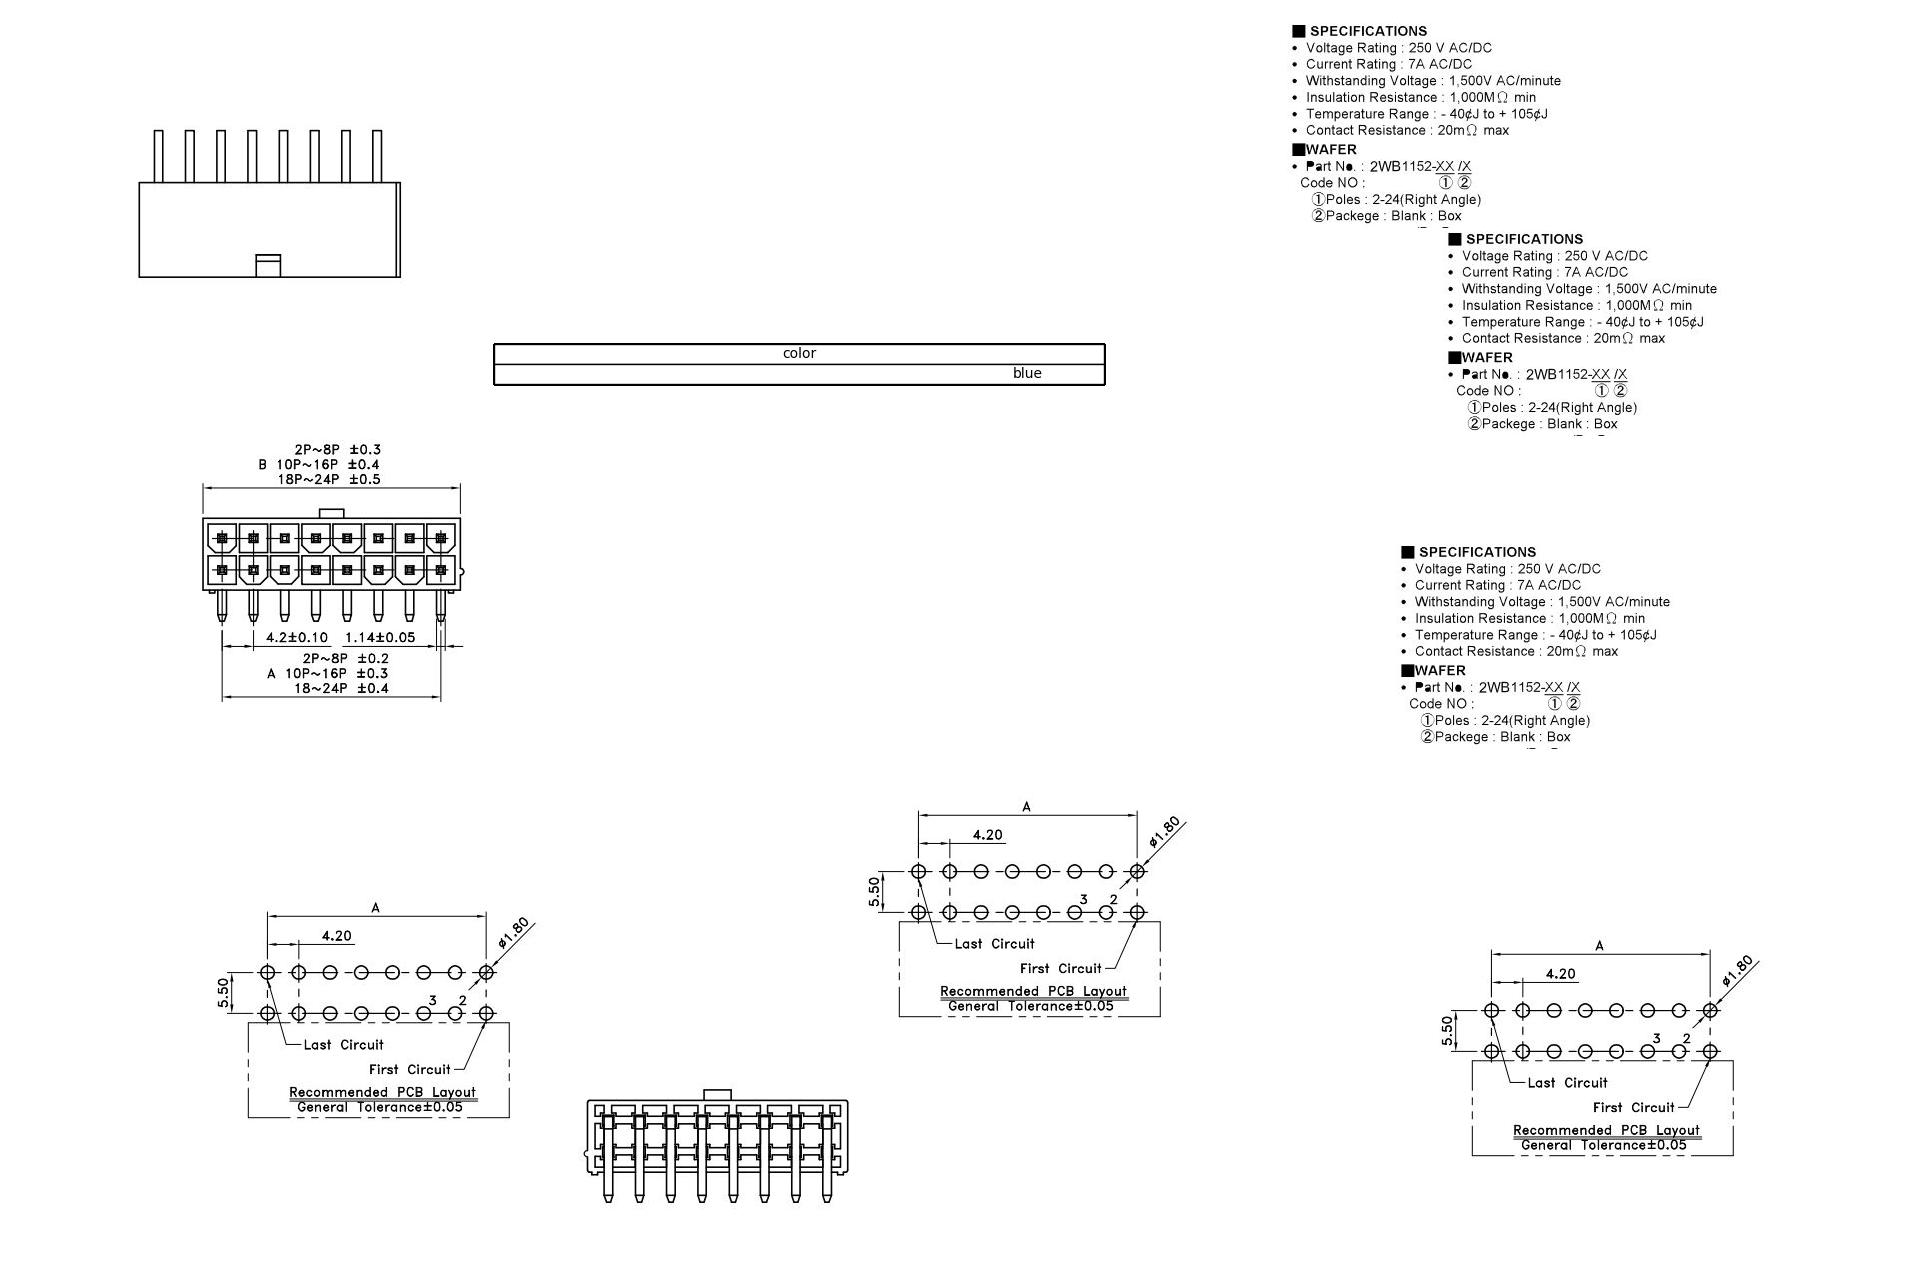 ■ SPECIFICATIONS
• Voltage Rating : 250 V AC/DC
• Current Rating : 7A AC/DC
• Withstanding Voltage : 1,500V AC/minute
• Insulation Resistance : 1,000MΩ min
• Temperature Range : - 40¢J to + 105¢J
• Contact Resistance : 20mΩ max
■WAFER
• Part No. : 2WB1152-XX /X
Code NO : ① ②
①Poles : 2-24(Right Angle)
②Packege : Blank : Box
■ SPECIFICATIONS
• Voltage Rating : 250 V AC/DC
• Current Rating : 7A AC/DC
• Withstanding Voltage : 1,500V AC/minute
• Insulation Resistance : 1,000MΩ min
• Temperature Range : - 40¢J to + 105¢J
• Contact Resistance : 20mΩ max
■WAFER
• Part No. : 2WB1152-XX /X
Code NO : ① ②
①Poles : 2-24(Right Angle)
②Packege : Blank : Box
color
blue
2P~8P ±0.3
B 10P~16P ±0.4
18P~24P ±0.5
4.2±0.10 1.14±0.05
2P~8P ±0.2
A 10P~16P ±0.3
18~24P ±0.4
■ SPECIFICATIONS
• Voltage Rating : 250 V AC/DC
• Current Rating : 7A AC/DC
• Withstanding Voltage : 1,500V AC/minute
• Insulation Resistance : 1,000MΩ min
• Temperature Range : - 40¢J to + 105¢J
• Contact Resistance : 20mΩ max
■WAFER
• Part No. : 2WB1152-XX /X
Code NO : ① ②
①Poles : 2-24(Right Angle)
②Packege : Blank : Box
A
4.20
ø1.80
5.50
3 2
Last Circuit
First Circuit
Recommended PCB Layout
General Tolerance±0.05
A
4.20
ø1.80
5.50
3 2
Last Circuit
First Circuit
Recommended PCB Layout
General Tolerance±0.05
A
4.20
ø1.80
5.50
3 2
Last Circuit
First Circuit
Recommended PCB Layout
General Tolerance±0.05